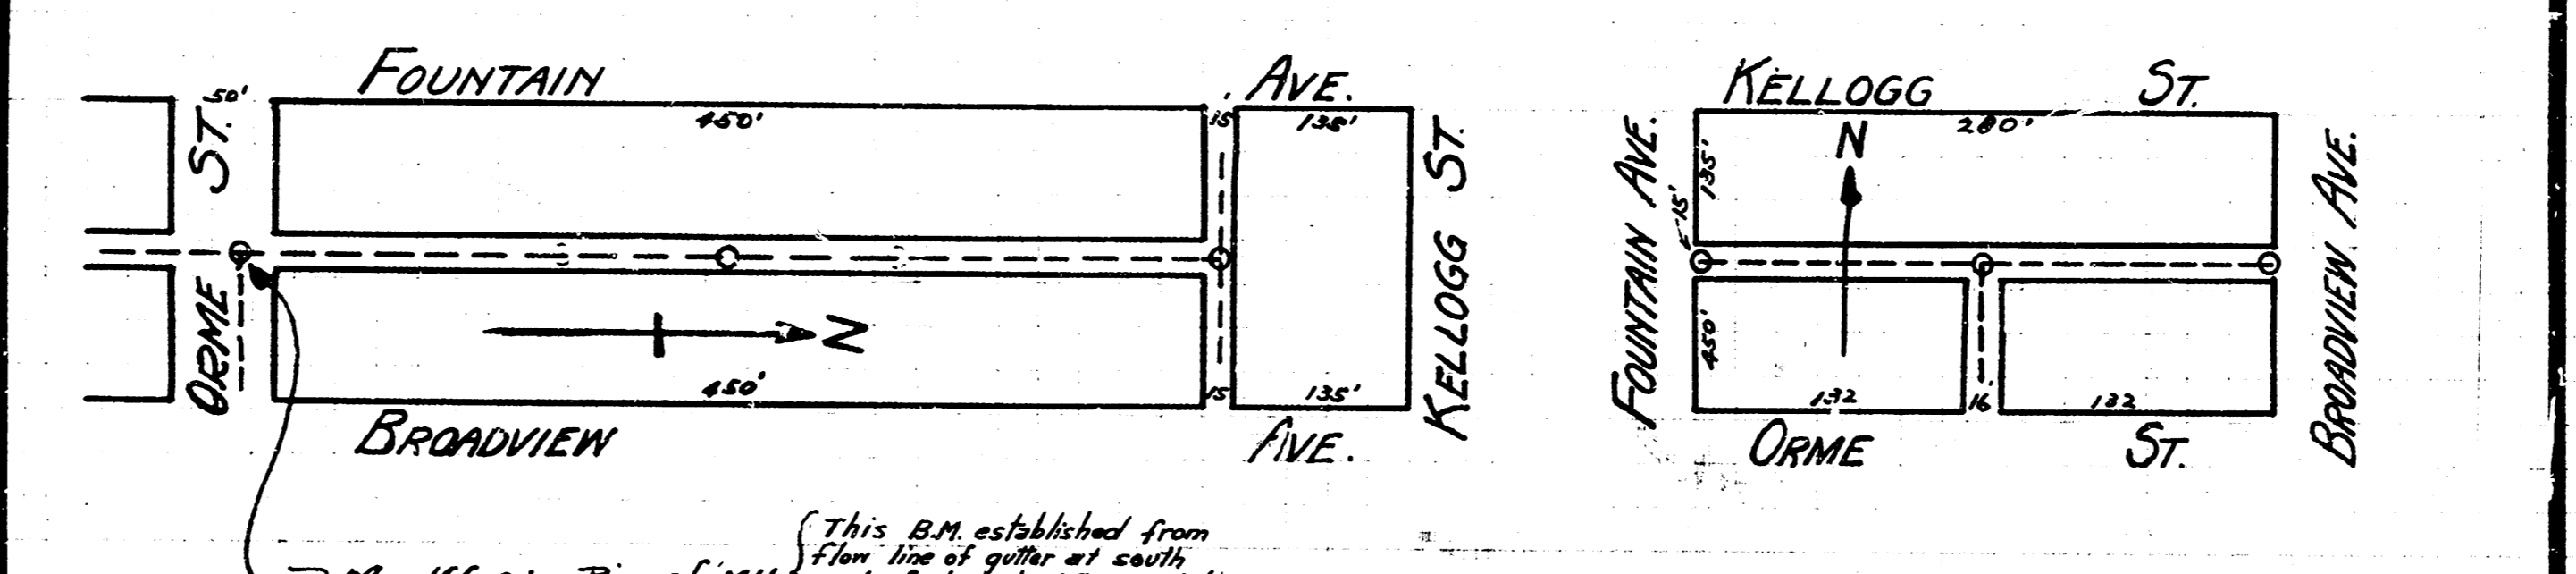 FOUNTAIN AVE.
50' 450' 15 135'
ORME ST.
KELLOGG ST.
N
450' 15 135'
BROADVIEW AVE.
KELLOGG ST.
280'
FOUNTAIN AVE.
135'
15'
N
450'
132 16 132
ORME ST.
BROADVIEW AVE.
This B.M. established from
flow line of gutter at south